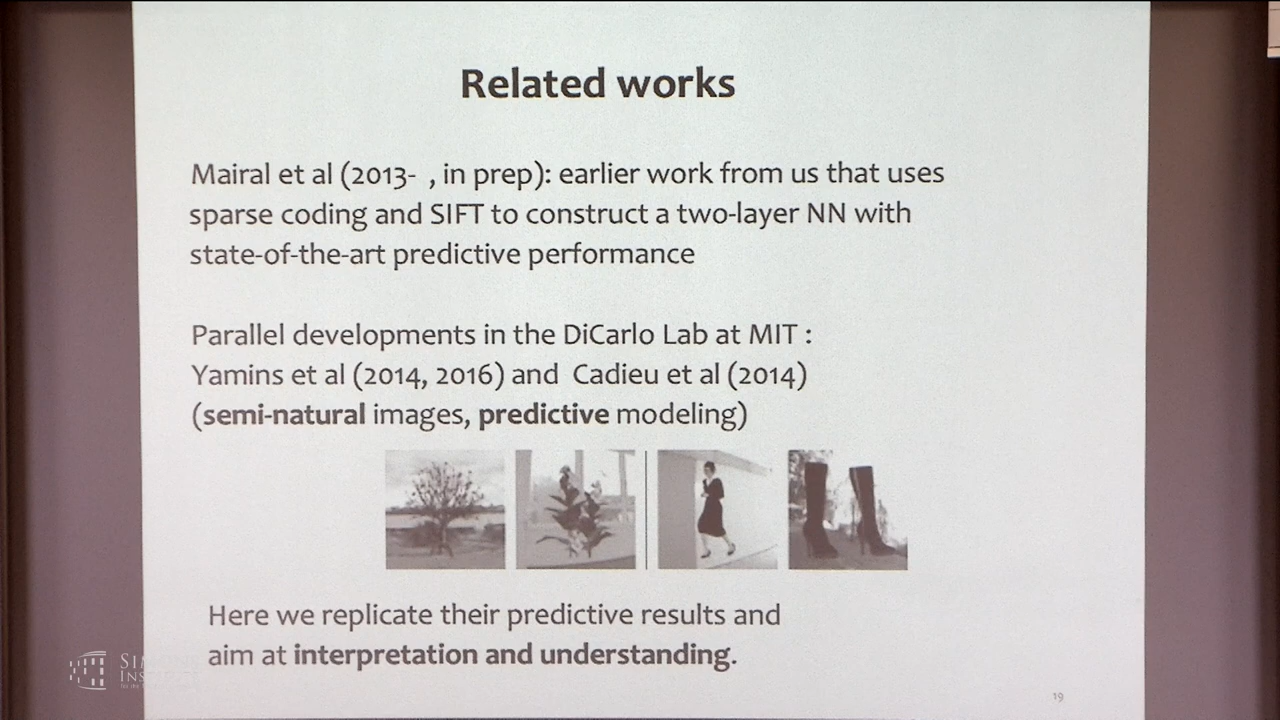 Related works
Mairal et al (2013- , in prep): earlier work from us that uses
sparse coding and SIFT to construct a two-layer NN with
state-of-the-art predictive performance
Parallel developments in the DiCarlo Lab at MIT :
Yamins et al (2014, 2016) and Cadieu et al (2014)
(semi-natural images, predictive modeling)
Here we replicate their predictive results and
aim at interpretation and understanding.
19